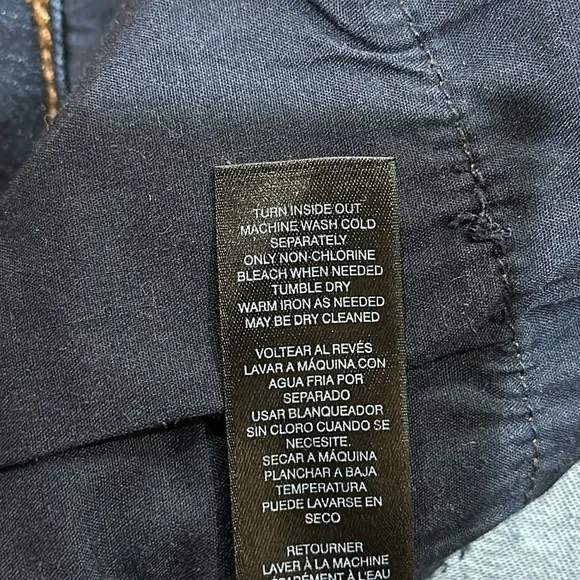 TURN INSIDE OUT
MACHINE WASH COLD
SEPARATELY
ONLY NON-CHLORINE
BLEACH WHEN NEEDED
TUMBLE DRY
WARM IRON AS NEEDED
MAY BE DRY CLEANED
VOLTEAR AL REVÉS
LAVAR A MÁQUINA CON
AGUA FRIA POR
SEPARADO
USAR BLANQUEADOR
SIN CLORO CUANDO SE
NECESITE.
SECAR A MÁQUINA
PLANCHAR A BAJA
TEMPERATURA
PUEDE LAVARSE EN
SECO
RETOURNER
LAVER À LA MACHINE
SÉPARÉMENT À L'EAU